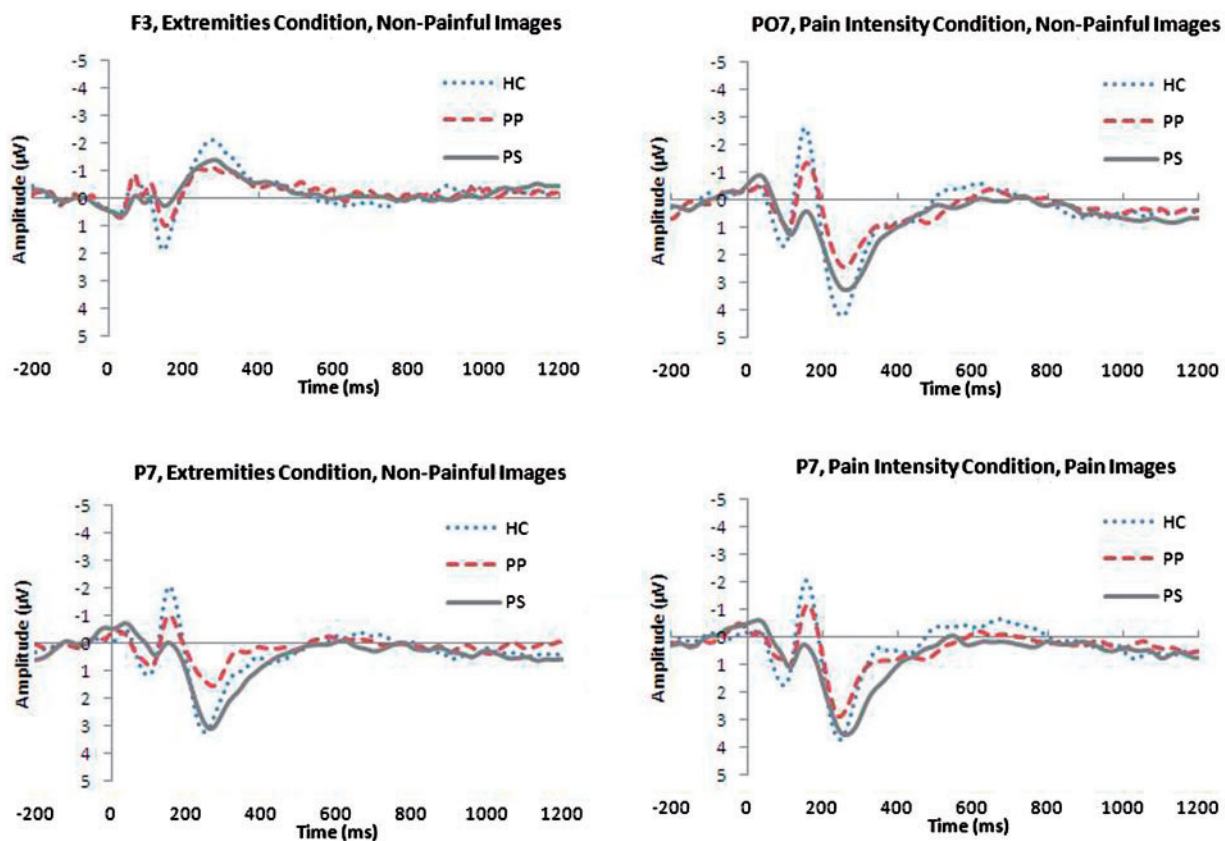 F3, Extremities Condition, Non-Painful Images
Amplitude (µV)
-5
-4
-3
-2
-1
0
1
2
3
4
5
HC
PP
PS
-200 0 200 400 600 800 1000 1200
Time (ms)
PO7, Pain Intensity Condition, Non-Painful Images
Amplitude (µV)
-5
-4
-3
-2
-1
0
1
2
3
4
5
HC
PP
PS
-200 0 200 400 600 800 1000 1200
Time (ms)
P7, Extremities Condition, Non-Painful Images
Amplitude (µV)
-5
-4
-3
-2
-1
0
1
2
3
4
5
HC
PP
PS
-200 0 200 400 600 800 1000 1200
Time (ms)
P7, Pain Intensity Condition, Pain Images
Amplitude (µV)
-5
-4
-3
-2
-1
0
1
2
3
4
5
HC
PP
PS
-200 0 200 400 600 800 1000 1200
Time (ms)